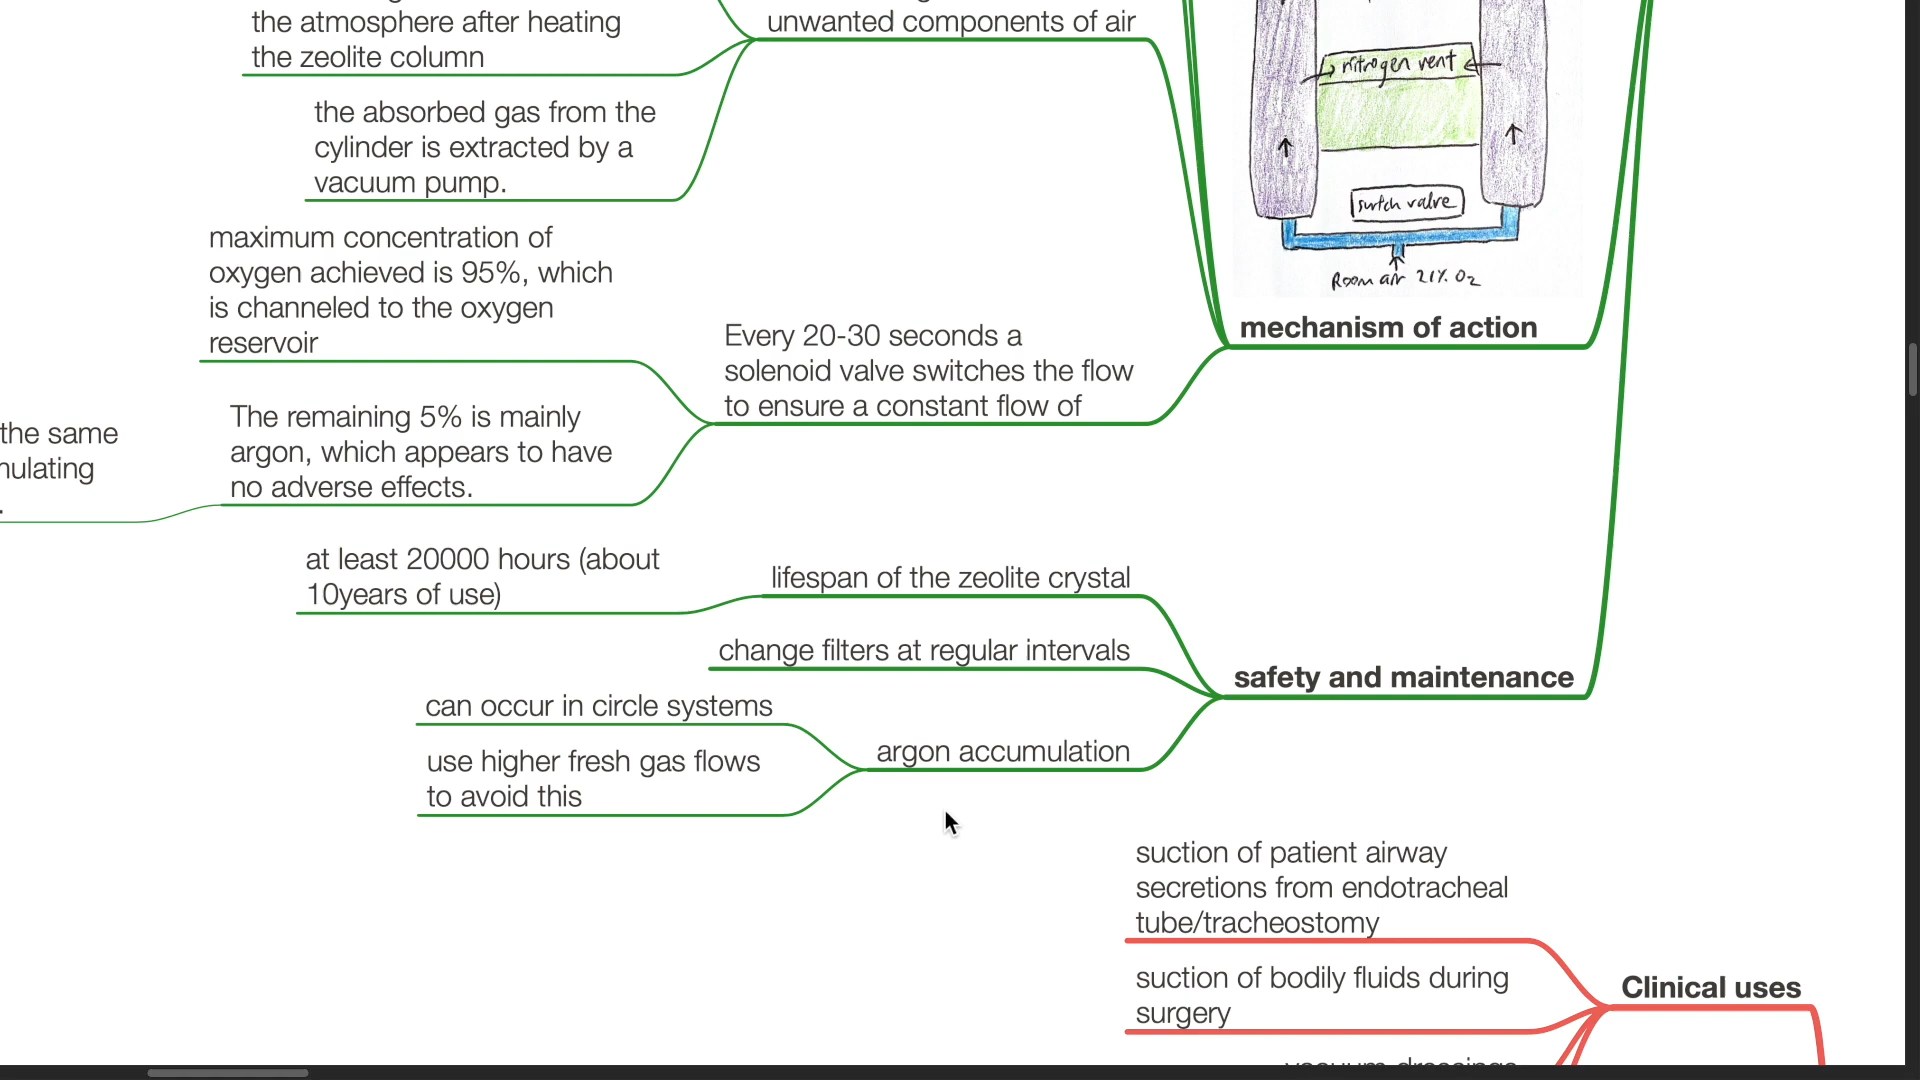 the atmosphere after heating
the zeolite column
unwanted components of air
the absorbed gas from the
cylinder is extracted by a
vacuum pump.
nitrogen vent
switch valve
Room air 21% O2
mechanism of action
maximum concentration of
oxygen achieved is 95%, which
is channeled to the oxygen
reservoir
Every 20-30 seconds a
solenoid valve switches the flow
to ensure a constant flow of
The remaining 5% is mainly
argon, which appears to have
no adverse effects.
the same
at least 20000 hours (about
10years of use)
lifespan of the zeolite crystal
change filters at regular intervals
safety and maintenance
can occur in circle systems
use higher fresh gas flows
to avoid this
argon accumulation
suction of patient airway
secretions from endotracheal
tube/tracheostomy
suction of bodily fluids during
surgery
Clinical uses